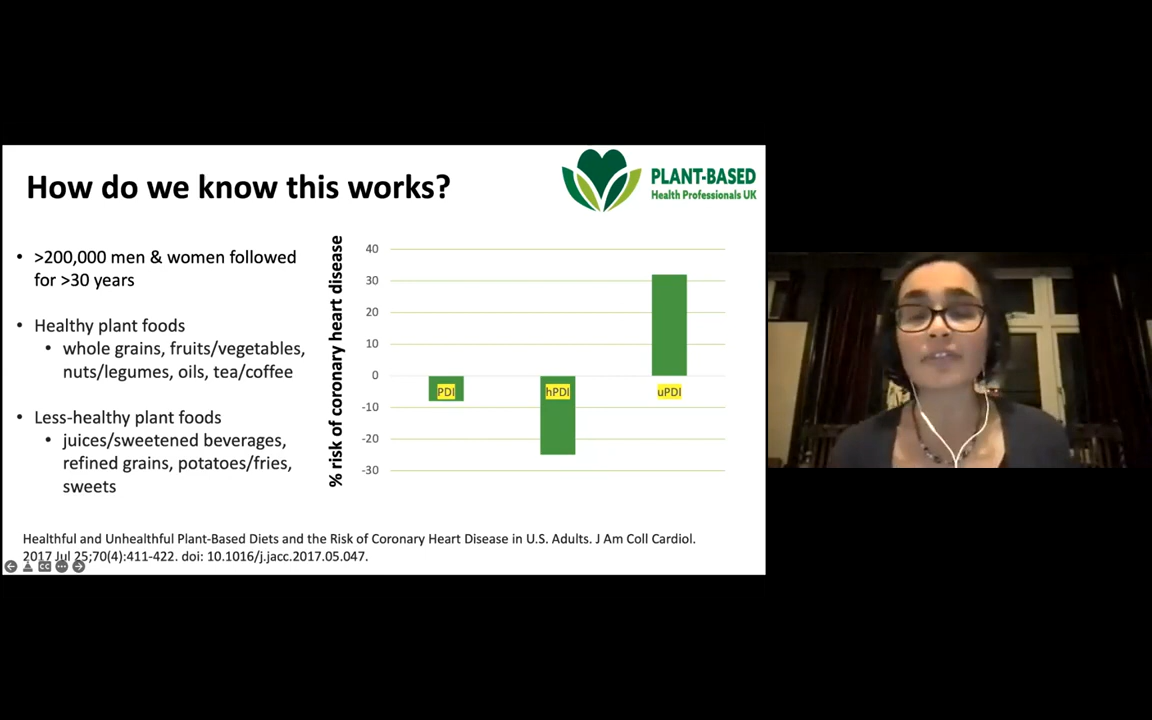 How do we know this works?
PLANT-BASED
Health Professionals UK
• >200,000 men & women followed
for >30 years
• Healthy plant foods
• whole grains, fruits/vegetables,
nuts/legumes, oils, tea/coffee
• Less-healthy plant foods
• juices/sweetened beverages,
refined grains, potatoes/fries,
sweets
% risk of coronary heart disease
40
30
20
10
0
-10
-20
-30
PDI
hPDI
uPDI
Healthful and Unhealthful Plant-Based Diets and the Risk of Coronary Heart Disease in U.S. Adults. J Am Coll Cardiol.
2017 Jul 25;70(4):411-422. doi: 10.1016/j.jacc.2017.05.047.
CC